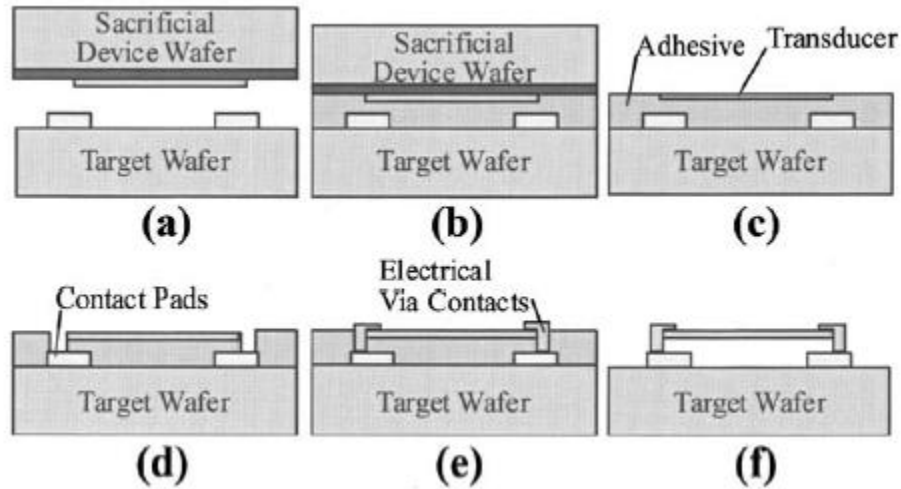 Sacrificial
Device Wafer
Target Wafer
(a)
Sacrificial
Device Wafer
Target Wafer
(b)
Adhesive
Transducer
Target Wafer
(c)
Contact Pads
Target Wafer
(d)
Electrical
Via Contacts
Target Wafer
(e)
Target Wafer
(f)